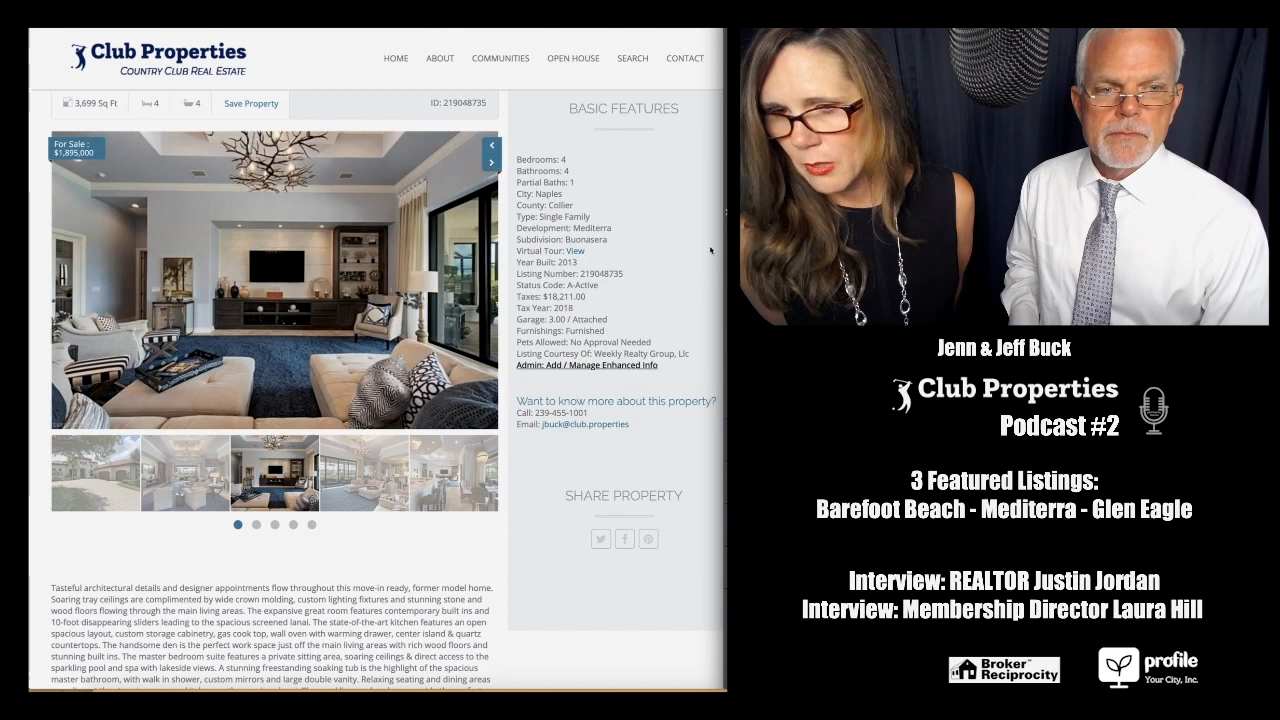 Club Properties
COUNTRY CLUB REAL ESTATE
HOME ABOUT COMMUNITIES OPEN HOUSE SEARCH CONTACT
3,699 Sq Ft 4 4 Save Property ID: 219048735
For Sale :
$1,895,000
BASIC FEATURES
Bedrooms: 4
Bathrooms: 4
Partial Baths: 1
City: Naples
County: Collier
Type: Single Family
Development: Mediterra
Subdivision: Buonasera
Virtual Tour: View
Year Built: 2013
Listing Number: 219048735
Status Code: A-Active
Taxes: $18,211.00
Tax Year: 2018
Garage: 3.00 / Attached
Furnishings: Furnished
Pets Allowed: No Approval Needed
Listing Courtesy Of: Weekly Realty Group, Llc
Admin: Add / Manage Enhanced Info
Want to know more about this property?
Call: 239-455-1001
Email: jbuck@club.properties
SHARE PROPERTY
Tasteful architectural details and designer appointments flow throughout this move-in ready, former model home.
Soaring tray ceilings are complimented by wide crown molding, custom lighting fixtures and stunning stone and
wood floors flowing through the main living areas. The expansive great room features contemporary built ins and
10-foot disappearing sliders leading to the spacious screened lanai. The state-of-the-art kitchen features an open
spacious layout, custom storage cabinetry, gas cook top, wall oven with warming drawer, center island & quartz
countertops. The handsome den is the perfect work space just off the main living areas with rich wood floors and
stunning built ins. The master bedroom suite features a private sitting area, soaring ceilings & direct access to the
sparkling pool and spa with lakeside views. A stunning freestanding soaking tub is the highlight of the spacious
master bathroom, with walk in shower, custom mirrors and large double vanity. Relaxing seating and dining areas
Jenn & Jeff Buck
Club Properties
Podcast #2
3 Featured Listings:
Barefoot Beach - Mediterra - Glen Eagle
Interview: REALTOR Justin Jordan
Interview: Membership Director Laura Hill
Broker™
Reciprocity
profile
Your City, Inc.